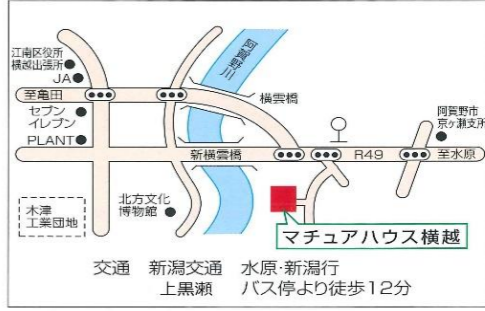 江南区役所
横越出張所
JA
至亀田
セブン
イレブン
PLANT
阿賀野川
横雲橋
新横雲橋
R49
至水原
阿賀野市
京ヶ瀬支所
北方文化
博物館
木津
工業団地
マチュアハウス横越
交通 新潟交通 水原・新潟行
上黒瀬 バス停より徒歩12分